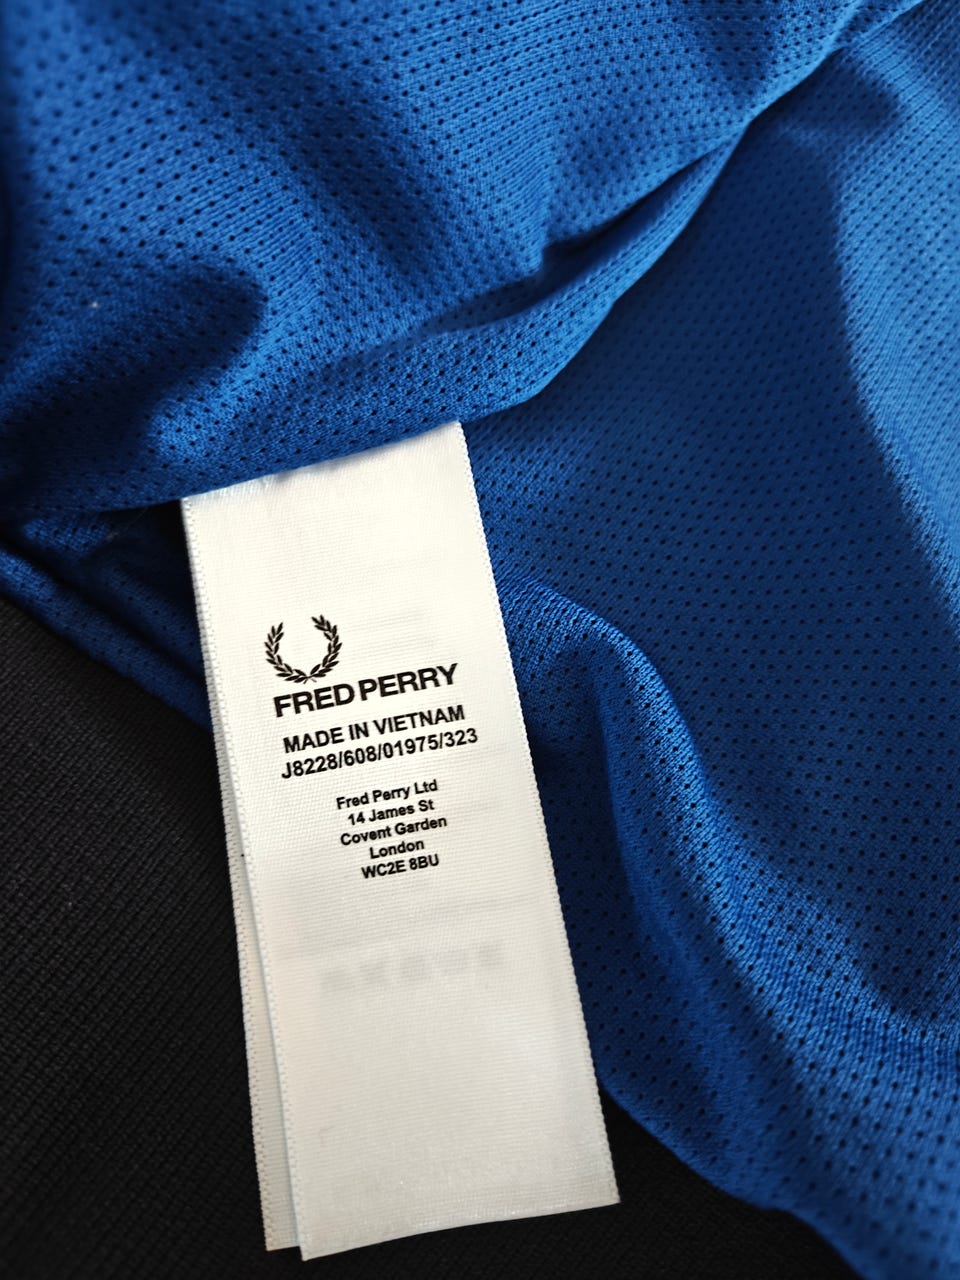 FRED PERRY
MADE IN VIETNAM
J8228/608/01975/323
Fred Perry Ltd
14 James St
Covent Garden
London
WC2E 8BU